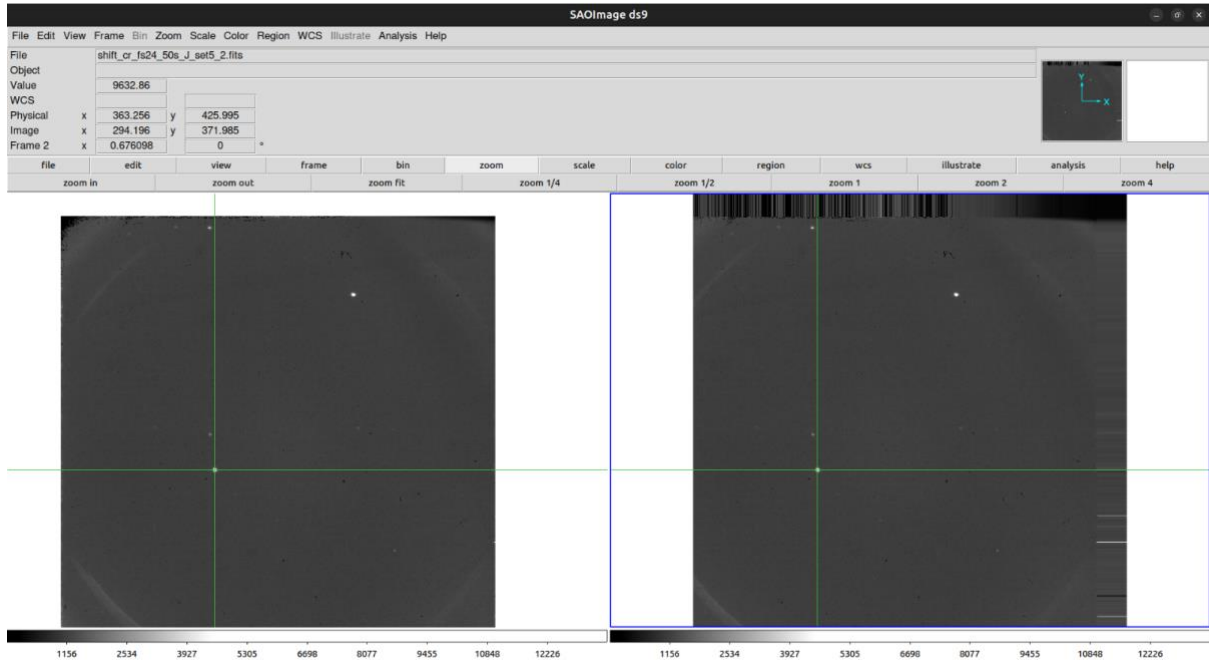 SAOImage ds9
File Edit View Frame Bin Zoom Scale Color Region WCS Illustrate Analysis Help
File shift_cr_fs24_50s_J_set5_2.fits
Object
Value 9632.86
WCS
Physical x 363.256 y 425.995
Image x 294.196 y 371.985
Frame 2 x 0.676098 0 °
Y
X
file edit view frame bin zoom scale color region wcs illustrate analysis help
zoom in zoom out zoom fit zoom 1/4 zoom 1/2 zoom 1 zoom 2 zoom 4
1156 2534 3927 5305 6698 8077 9455 10848 12226 1156 2534 3927 5305 6698 8077 9455 10848 12226